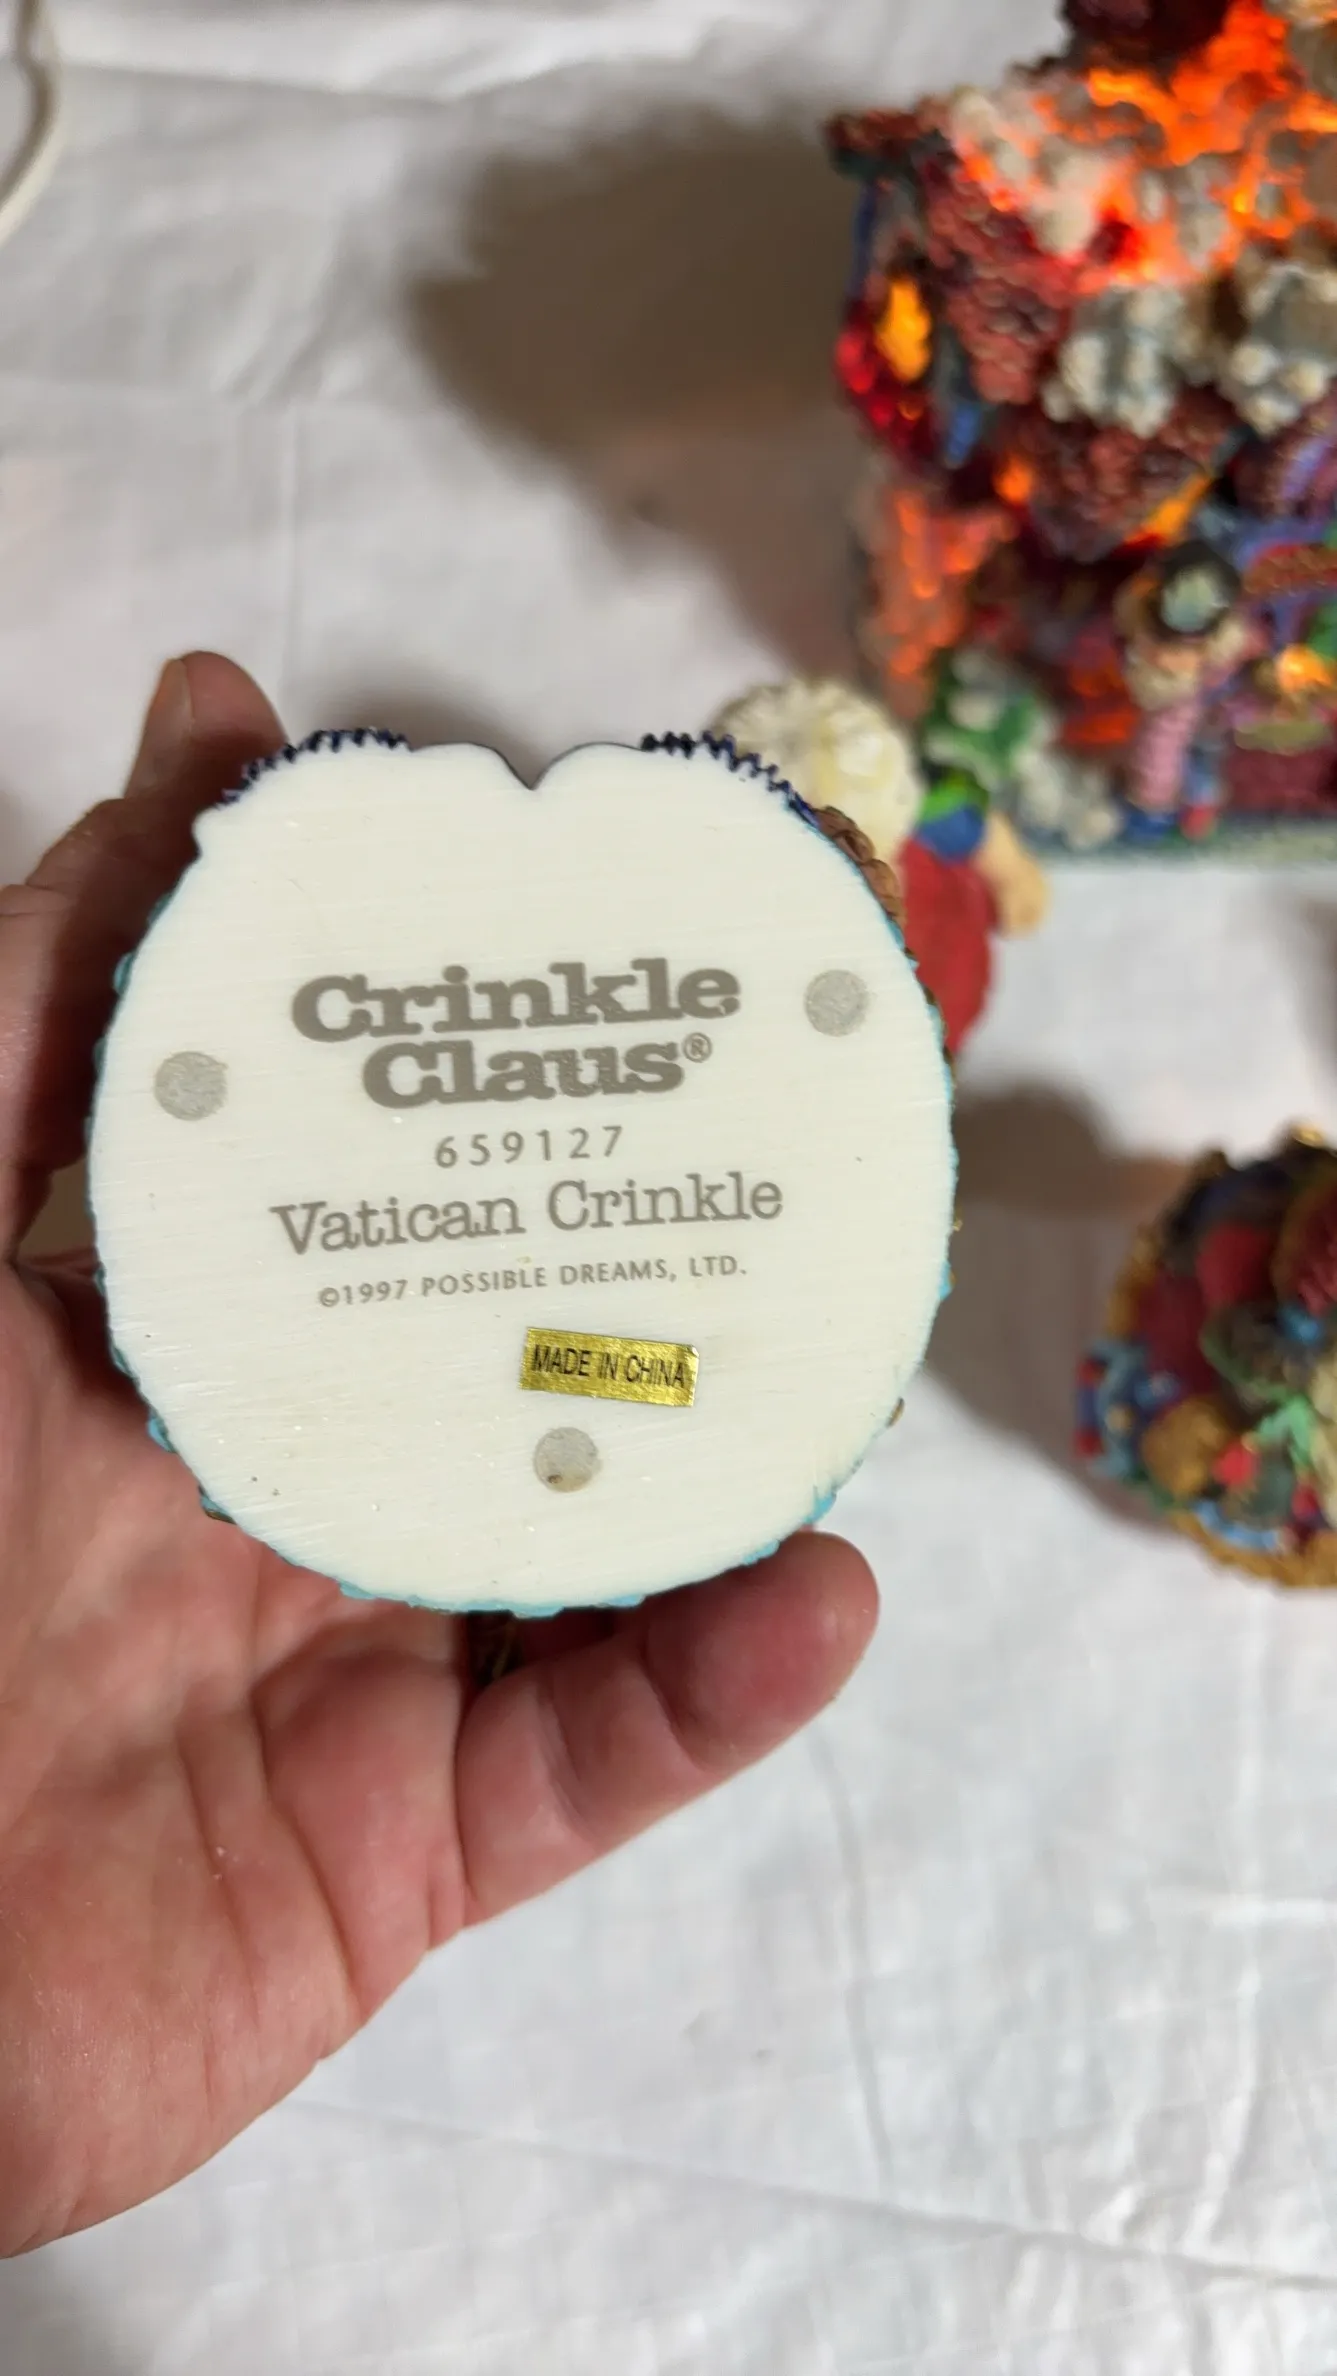 Crinkle
Claus®
659127
Vatican Crinkle
©1997 POSSIBLE DREAMS, LTD.
MADE IN CHINA